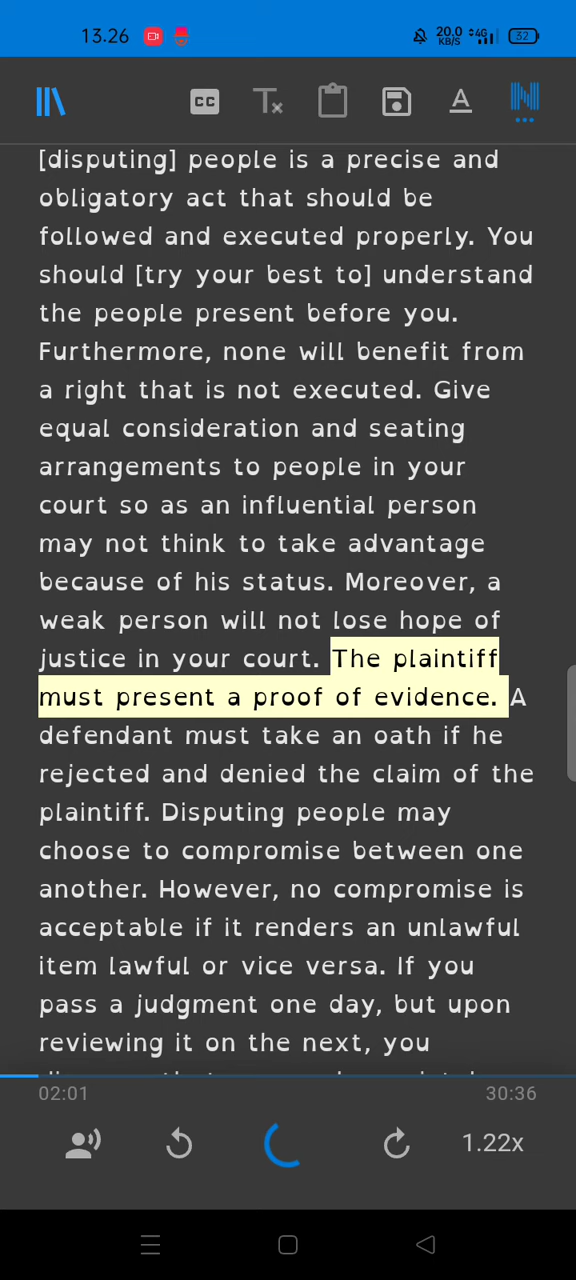 13.26
20.0 KB/S 4G 32
CC
A
[disputing] people is a precise and
obligatory act that should be
followed and executed properly. You
should [try your best to] understand
the people present before you.
Furthermore, none will benefit from
a right that is not executed. Give
equal consideration and seating
arrangements to people in your
court so as an influential person
may not think to take advantage
because of his status. Moreover, a
weak person will not lose hope of
justice in your court. The plaintiff
must present a proof of evidence. A
defendant must take an oath if he
rejected and denied the claim of the
plaintiff. Disputing people may
choose to compromise between one
another. However, no compromise is
acceptable if it renders an unlawful
item lawful or vice versa. If you
pass a judgment one day, but upon
reviewing it on the next, you
02:01 30:36
1.22x